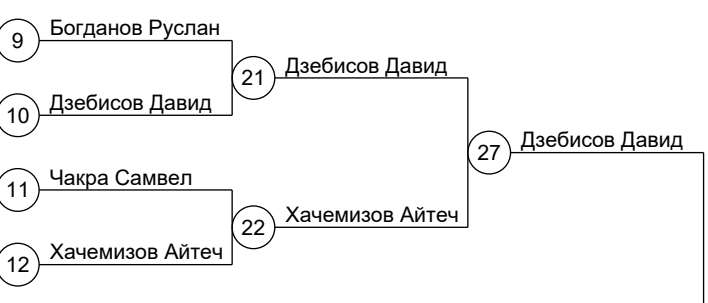 9 Богданов Руслан
21 Дзебисов Давид
10 Дзебисов Давид
27 Дзебисов Давид
11 Чакра Самвел
22 Хачемизов Айтеч
12 Хачемизов Айтеч